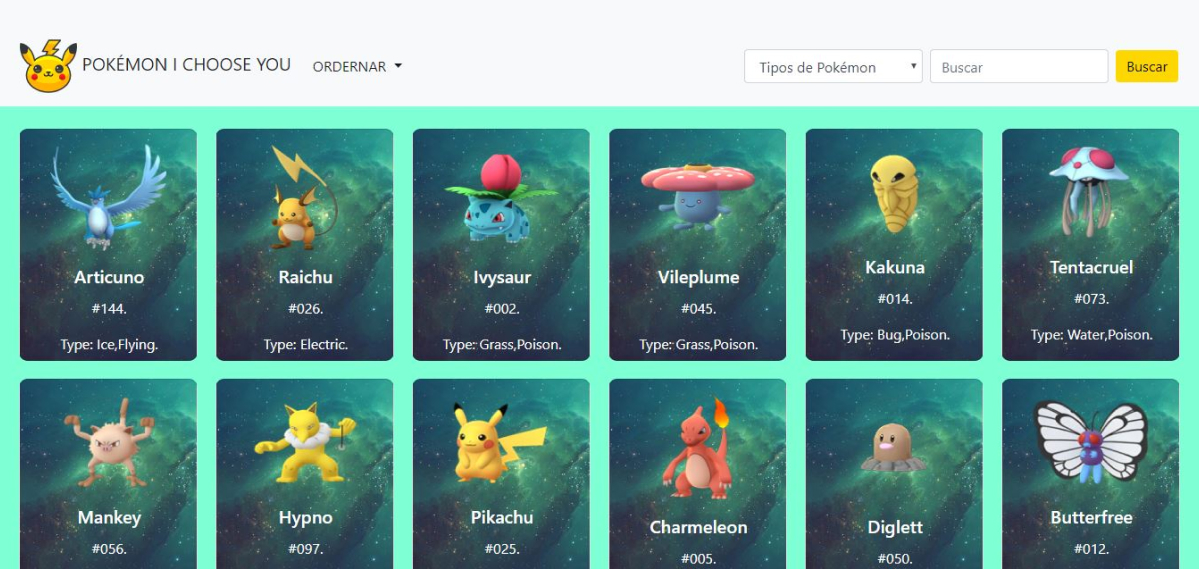 POKÉMON I CHOOSE YOU
ORDERNAR
Tipos de Pokémon
Buscar
Buscar
Articuno
#144.
Type: Ice,Flying.
Raichu
#026.
Type: Electric.
Ivysaur
#002.
Type: Grass,Poison.
Vileplume
#045.
Type: Grass,Poison.
Kakuna
#014.
Type: Bug,Poison.
Tentacruel
#073.
Type: Water,Poison.
Mankey
#056.
Hypno
#097.
Pikachu
#025.
Charmeleon
#005.
Diglett
#050.
Butterfree
#012.